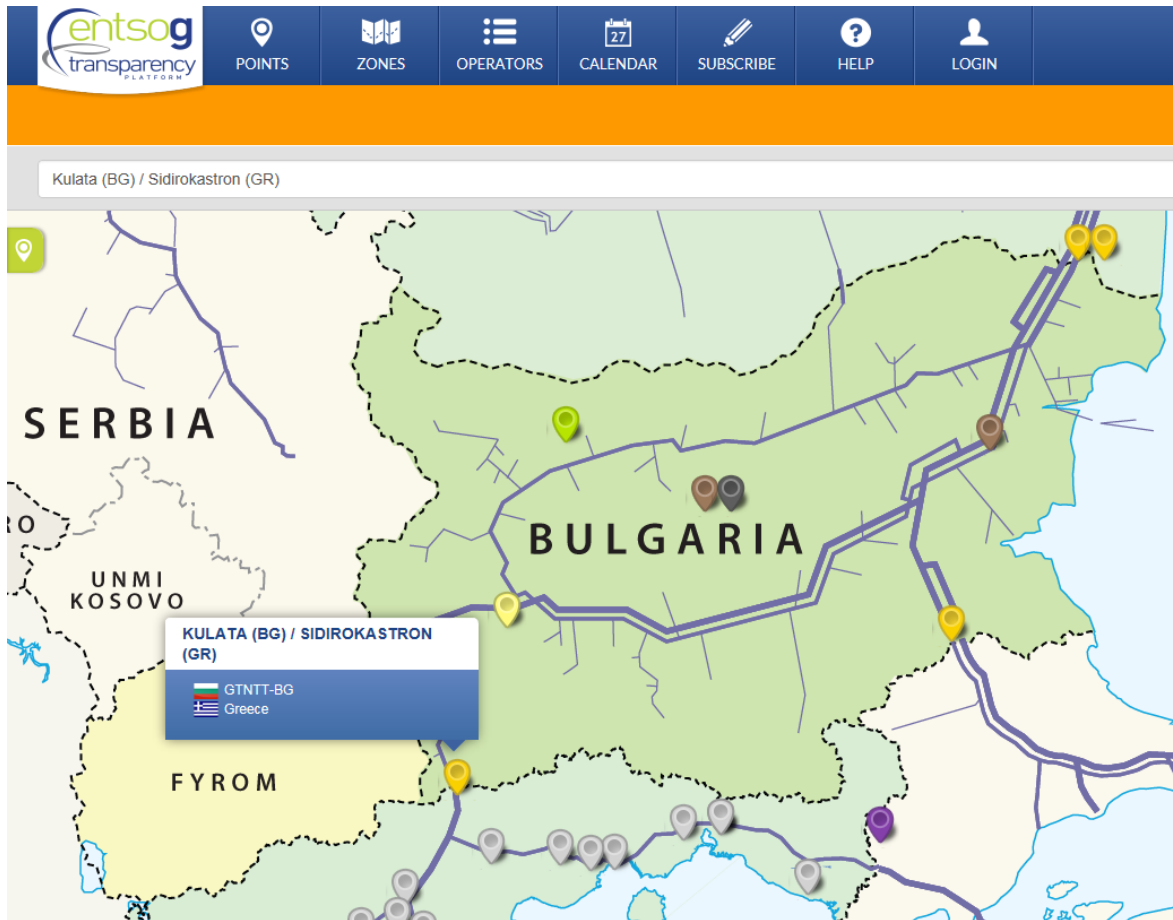 entsog
transparency
PLATFORM
POINTS
ZONES
27
OPERATORS
CALENDAR
SUBSCRIBE
?
HELP
LOGIN
Kulata (BG) / Sidirokastron (GR)
SERBIA
RO
BULGARIA
UNMI
KOSOVO
KULATA (BG) / SIDIROKASTRON
(GR)
GTNTT-BG
Greece
FYROM